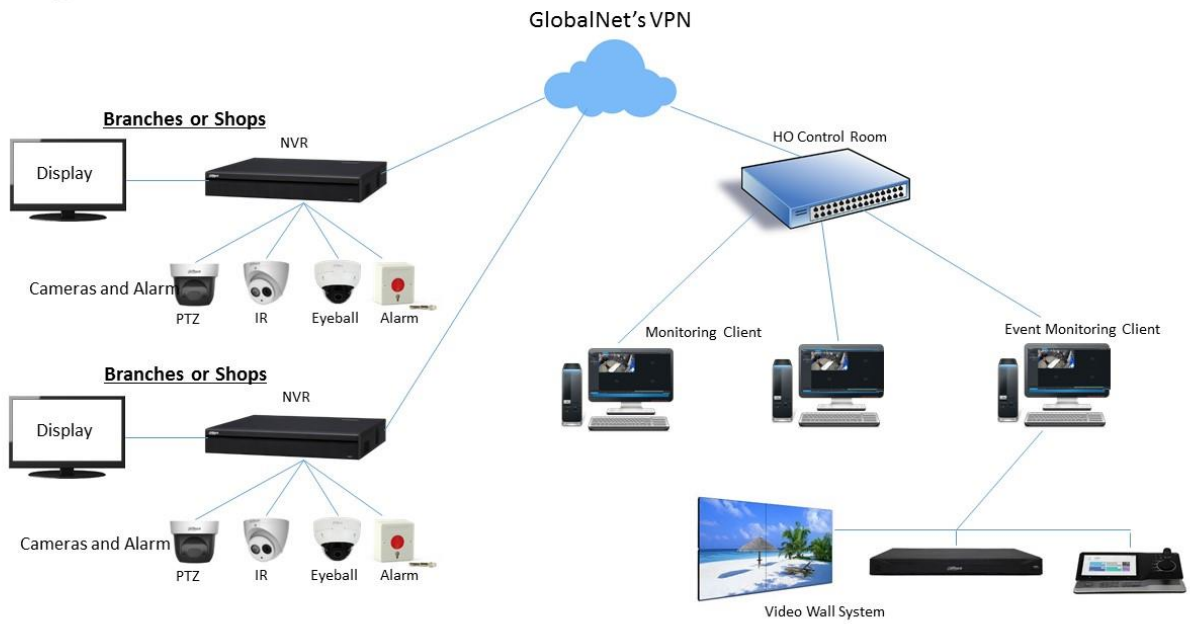 GlobalNet's VPN
Branches or Shops
NVR
Display
Cameras and Alarm
PTZ
IR
Eyeball
Alarm
HO Control Room
Branches or Shops
NVR
Display
Cameras and Alarm
PTZ
IR
Eyeball
Alarm
Monitoring Client
Event Monitoring Client
Video Wall System